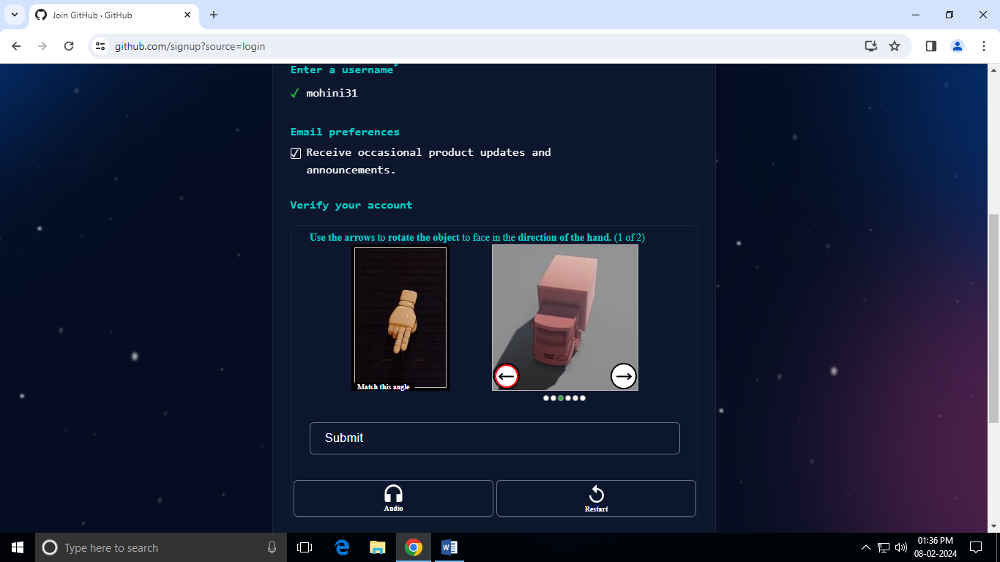 Join GitHub · GitHub
github.com/signup?source=login
Enter a username*
✓ mohini31
Email preferences
Receive occasional product updates and
announcements.
Verify your account
Use the arrows to rotate the object to face in the direction of the hand. (1 of 2)
Match this angle
Submit
Audio
Restart
Type here to search
01:36 PM
08-02-2024